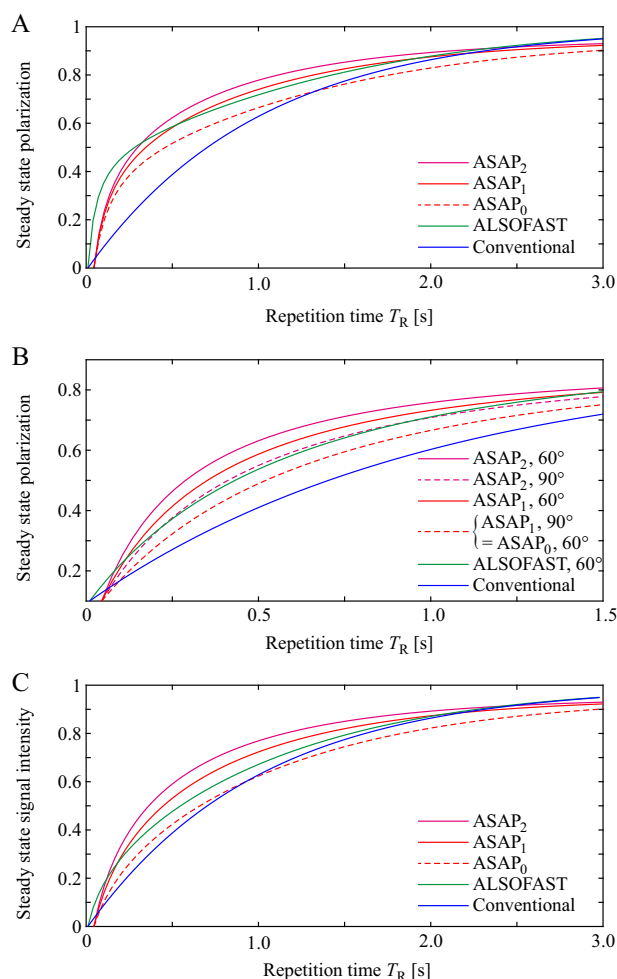 A
Steady state polarization
1
0.8
0.6
0.4
0.2
0
ASAP2
ASAP1
ASAP0
ALSOFAST
Conventional
1.0
2.0
3.0
Repetition time TR [s]
B
Steady state polarization
0.8
0.6
0.4
0.2
ASAP2, 60°
ASAP2, 90°
ASAP1, 60°
{ASAP1, 90°
= ASAP0, 60°
ALSOFAST, 60°
Conventional
0
0.5
1.0
1.5
Repetition time TR [s]
C
Steady state signal intensity
1
0.8
0.6
0.4
0.2
0
ASAP2
ASAP1
ASAP0
ALSOFAST
Conventional
0
1.0
2.0
3.0
Repetition time TR [s]